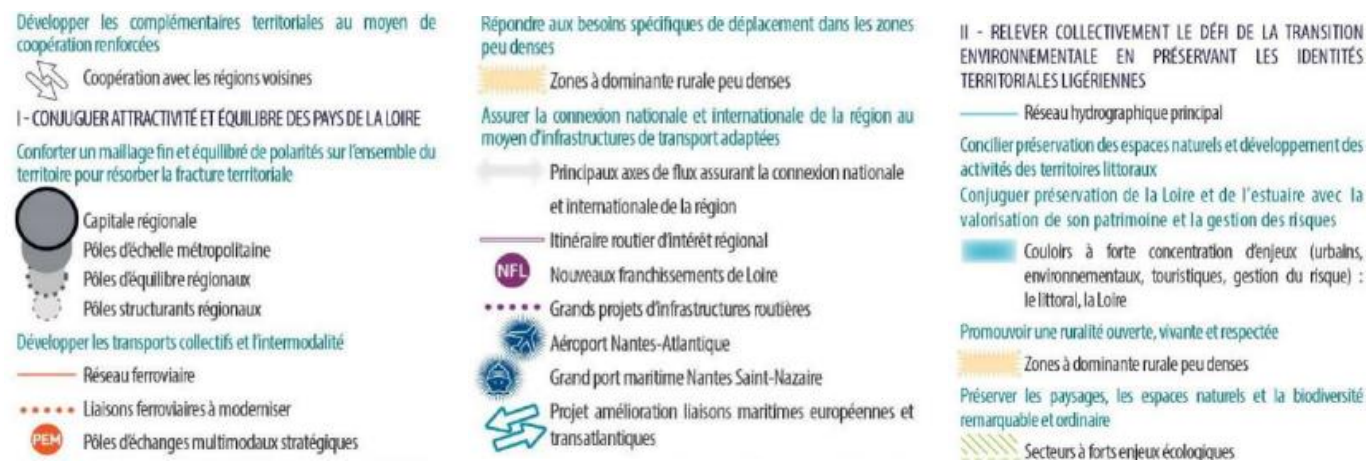 Développer les complémentaires territoriales au moyen de
coopération renforcées
Coopération avec les régions voisines
I - CONJUGUER ATTRACTIVITÉ ET ÉQUILIBRE DES PAYS DE LA LOIRE
Conforter un maillage fin et équilibré de polarités sur l'ensemble du
territoire pour résorber la fracture territoriale
Capitale régionale
Pôles d'échelle métropolitaine
Pôles d'équilibre régionaux
Pôles structurants régionaux
Développer les transports collectifs et l'intermodalité
Réseau ferroviaire
Liaisons ferroviaires à moderniser
PEM Pôles d'échanges multimodaux stratégiques
Répondre aux besoins spécifiques de déplacement dans les zones
peu denses
Zones à dominante rurale peu denses
Assurer la connexion nationale et internationale de la région au
moyen d'infrastructures de transport adaptées
Principaux axes de flux assurant la connexion nationale
et internationale de la région
Itinéraire routier d'intérêt régional
NFL Nouveaux franchissements de Loire
Grands projets d'infrastructures routières
Aéroport Nantes-Atlantique
Grand port maritime Nantes Saint-Nazaire
Projet amélioration liaisons maritimes européennes et
transatlantiques
II - RELEVER COLLECTIVEMENT LE DÉFI DE LA TRANSITION
ENVIRONNEMENTALE EN PRÉSERVANT LES IDENTITÉS
TERRITORIALES LIGÉRIENNES
Réseau hydrographique principal
Concilier préservation des espaces naturels et développement des
activités des territoires littoraux
Conjuguer préservation de la Loire et de l'estuaire avec la
valorisation de son patrimoine et la gestion des risques
Couloirs à forte concentration d'enjeux (urbains,
environnementaux, touristiques, gestion du risque) :
le littoral, la Loire
Promouvoir une ruralité ouverte, vivante et respectée
Zones à dominante rurale peu denses
Préserver les paysages, les espaces naturels et la biodiversité
remarquable et ordinaire
Secteurs à forts enjeux écologiques